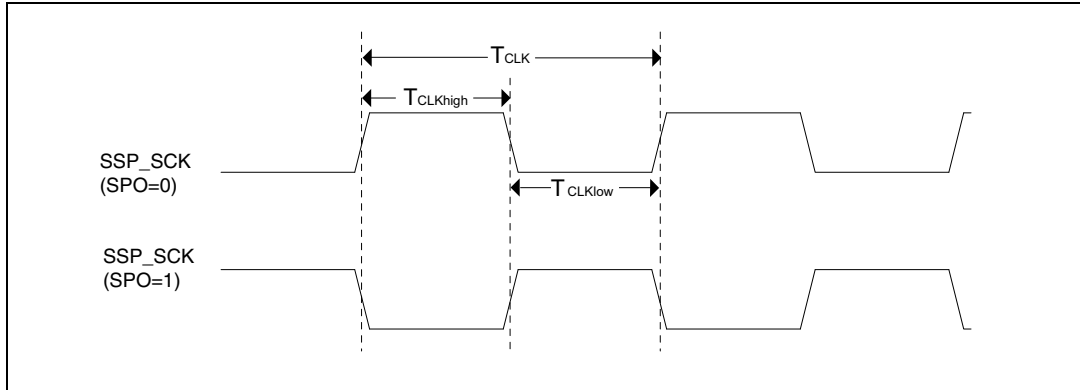 TCLK
TCLKhigh
SSP_SCK
(SPO=0)
TCLKlow
SSP_SCK
(SPO=1)